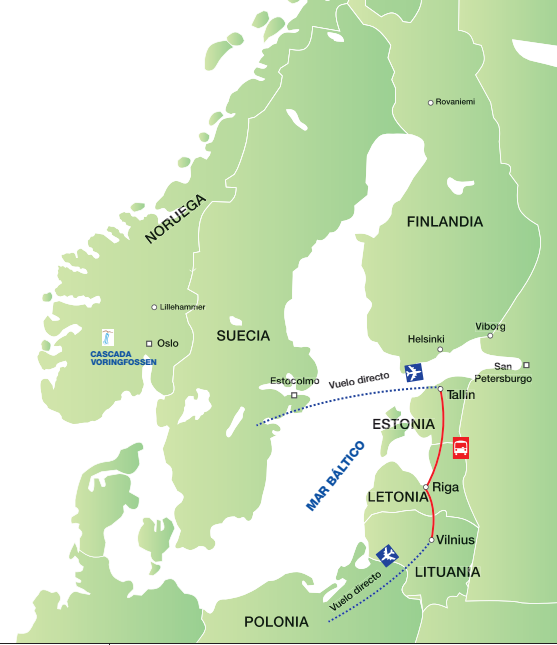 Rovaniemi
NORUEGA
FINLANDIA
Lillehammer
Viborg
SUECIA
Helsinki
Oslo
CASCADA
VORINGFOSSEN
San
Petersburgo
Estocolmo
Vuelo directo
Tallin
ESTONIA
MAR BÁLTICO
Riga
LETONIA
Vilnius
LITUANIA
Vuelo directo
POLONIA